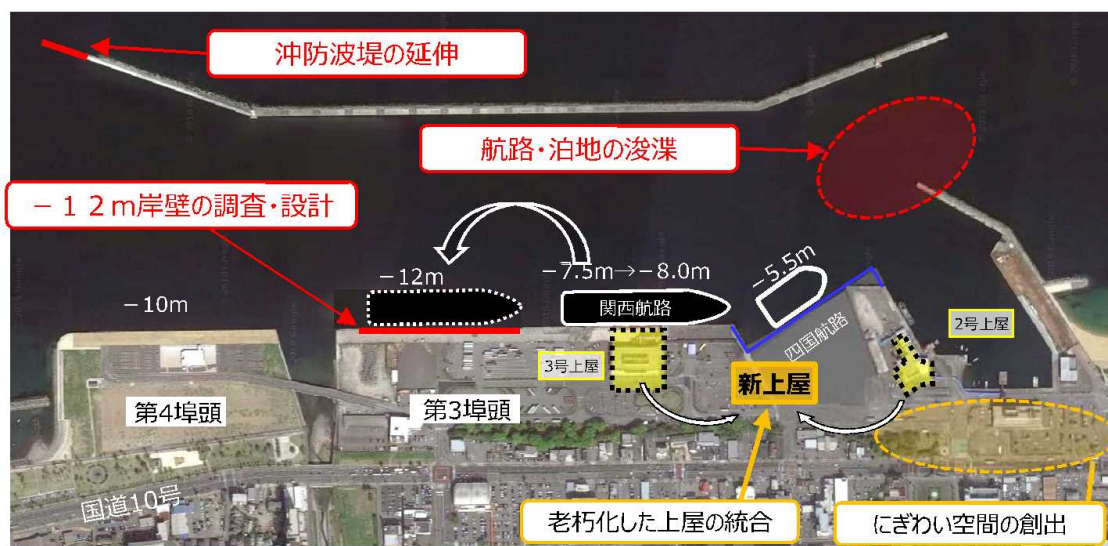 沖防波堤の延伸
航路・泊地の浚渫
－１２ｍ岸壁の調査・設計
－10m
－12m
－7.5m→－8.0m
－5.5m
関西航路
四国航路
2号上屋
3号上屋
新上屋
第4埠頭
第3埠頭
国道10号
老朽化した上屋の統合
にぎわい空間の創出